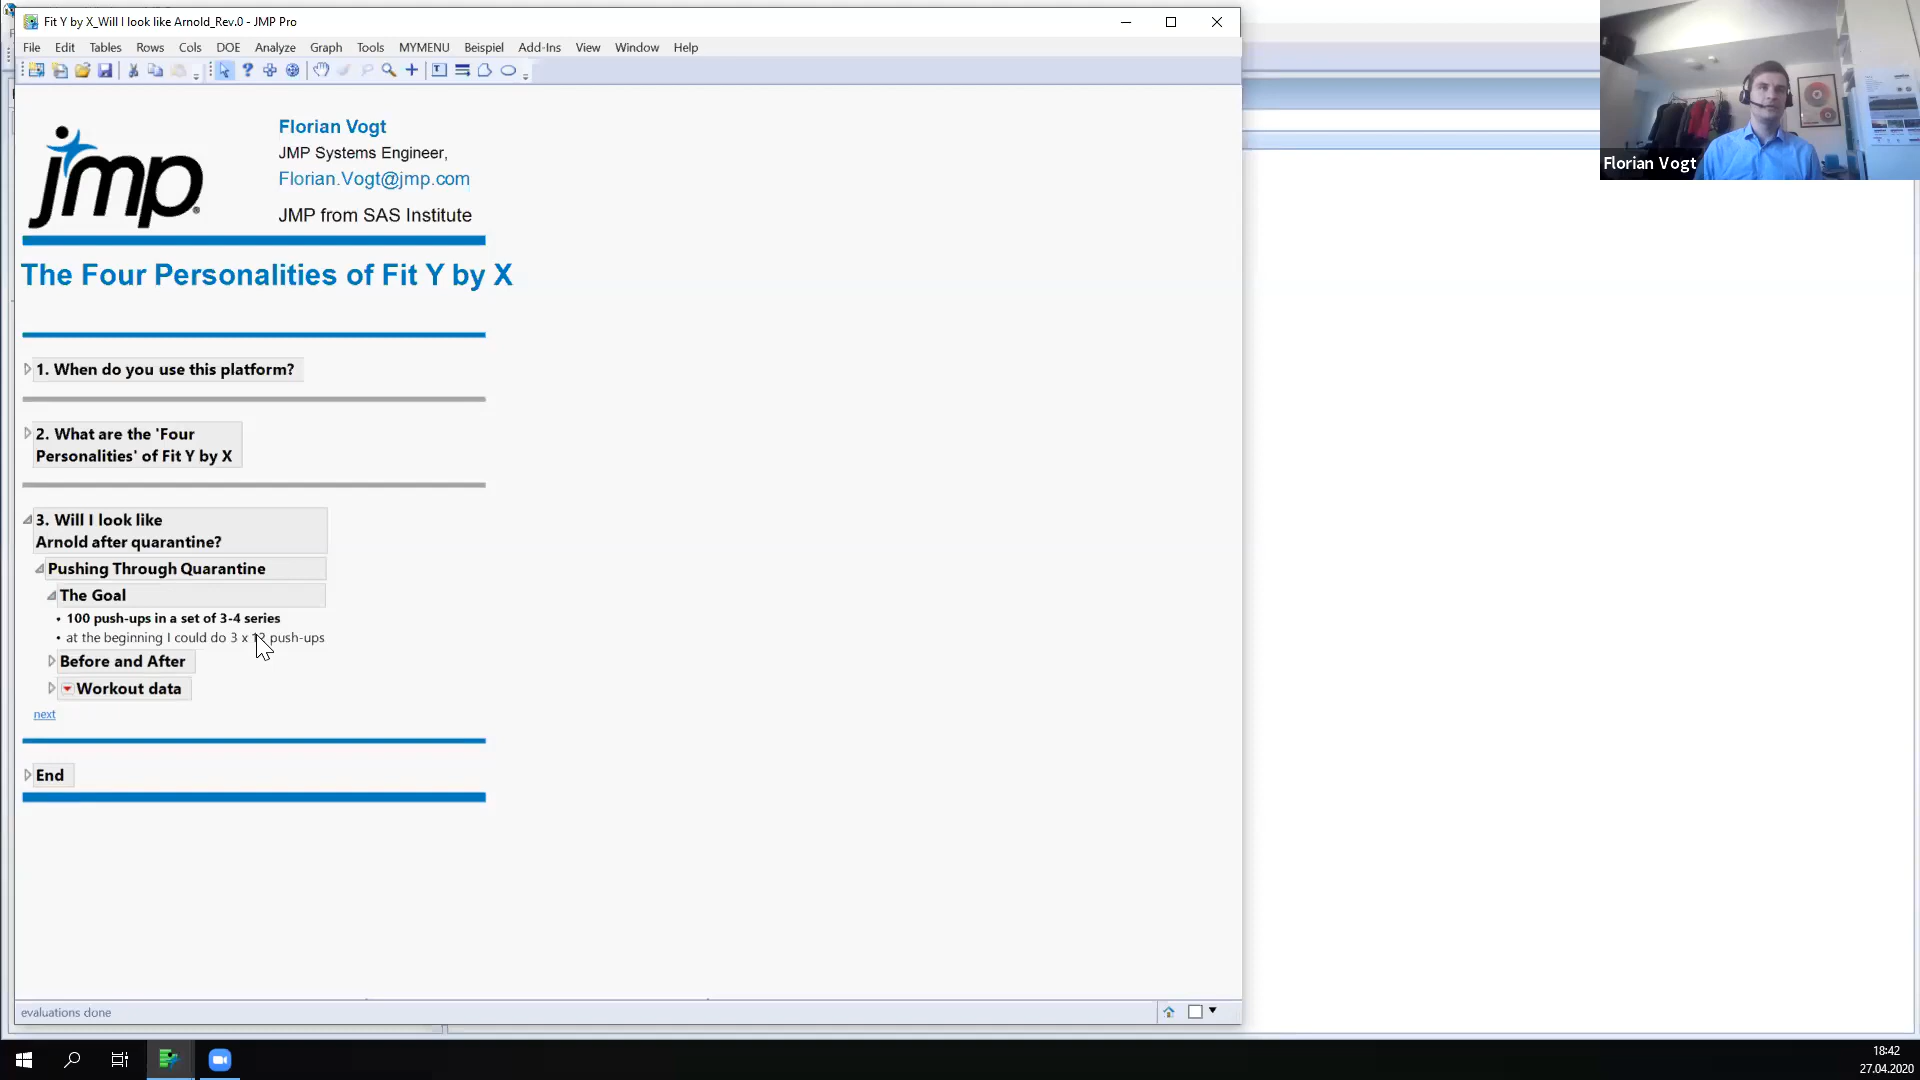 Fit Y by X_Will I look like Arnold_Rev.0 - JMP Pro
File Edit Tables Rows Cols DOE Analyze Graph Tools MYMENU Beispiel Add-Ins View Window Help
jmp
Florian Vogt
JMP Systems Engineer,
Florian.Vogt@jmp.com
JMP from SAS Institute
The Four Personalities of Fit Y by X
1. When do you use this platform?
2. What are the 'Four
Personalities' of Fit Y by X
3. Will I look like
Arnold after quarantine?
Pushing Through Quarantine
The Goal
• 100 push-ups in a set of 3-4 series
• at the beginning I could do 3 x 12 push-ups
Before and After
Workout data
next
End
evaluations done
Florian Vogt
18:42
27.04.2020